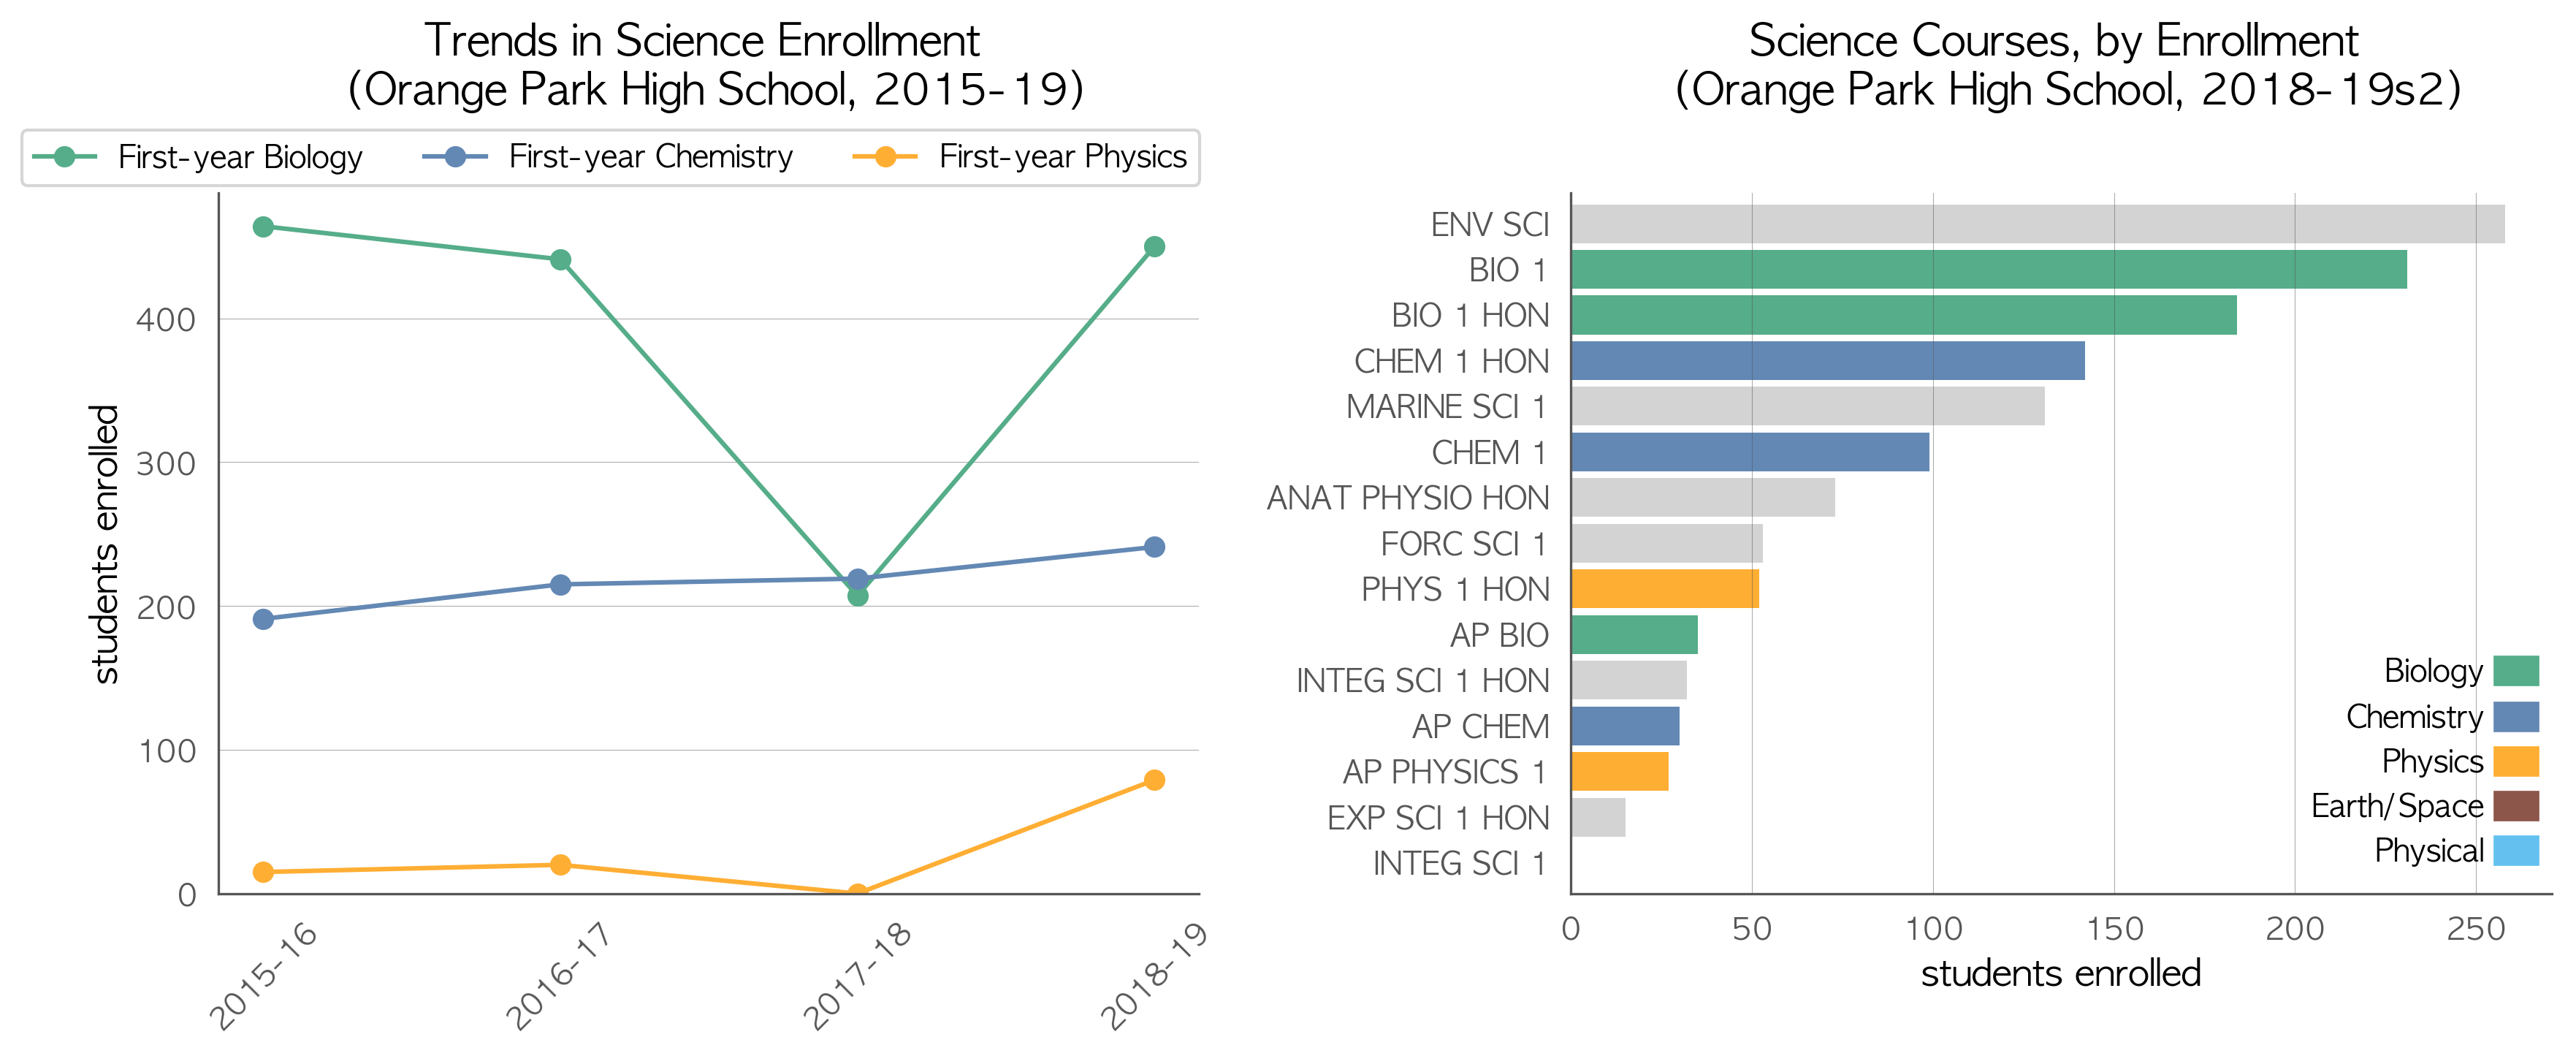 Trends in Science Enrollment
(Orange Park High School, 2015-19)
First-year Biology
First-year Chemistry
First-year Physics
400
300
200
100
0
students enrolled
2015-16
2016-17
2017-18
2018-19
Science Courses, by Enrollment
(Orange Park High School, 2018-19s2)
ENV SCI
BIO 1
BIO 1 HON
CHEM 1 HON
MARINE SCI 1
CHEM 1
ANAT PHYSIO HON
FORC SCI 1
PHYS 1 HON
AP BIO
INTEG SCI 1 HON
AP CHEM
AP PHYSICS 1
EXP SCI 1 HON
INTEG SCI 1
Biology
Chemistry
Physics
Earth/Space
Physical
0
50
100
150
200
250
students enrolled